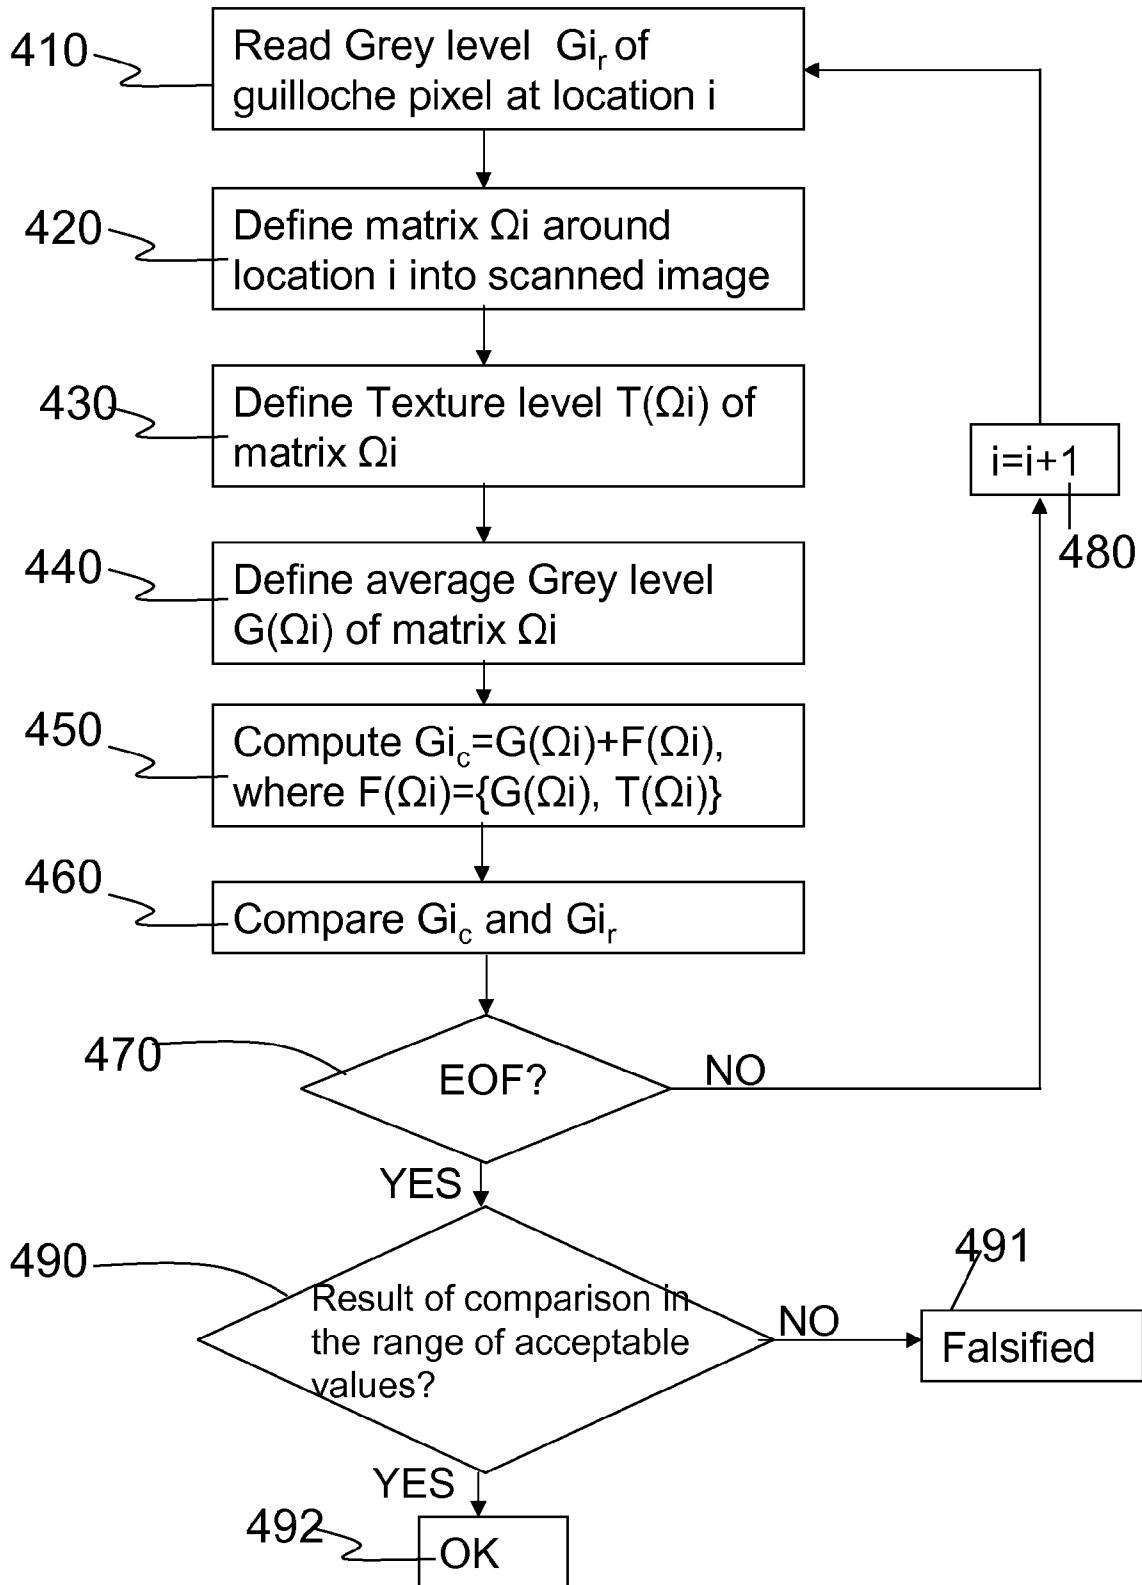 410
Read Grey level Giᵣ of
guilloche pixel at location i
420
Define matrix Ωi around
location i into scanned image
430
Define Texture level T(Ωi) of
matrix Ωi
i=i+1
480
440
Define average Grey level
G(Ωi) of matrix Ωi
450
Compute Gi_c=G(Ωi)+F(Ωi),
where F(Ωi)={G(Ωi), T(Ωi)}
460
Compare Gi_c and Giᵣ
470
EOF?
NO
YES
490
Result of comparison in
the range of acceptable
values?
NO
491
Falsified
YES
492
OK